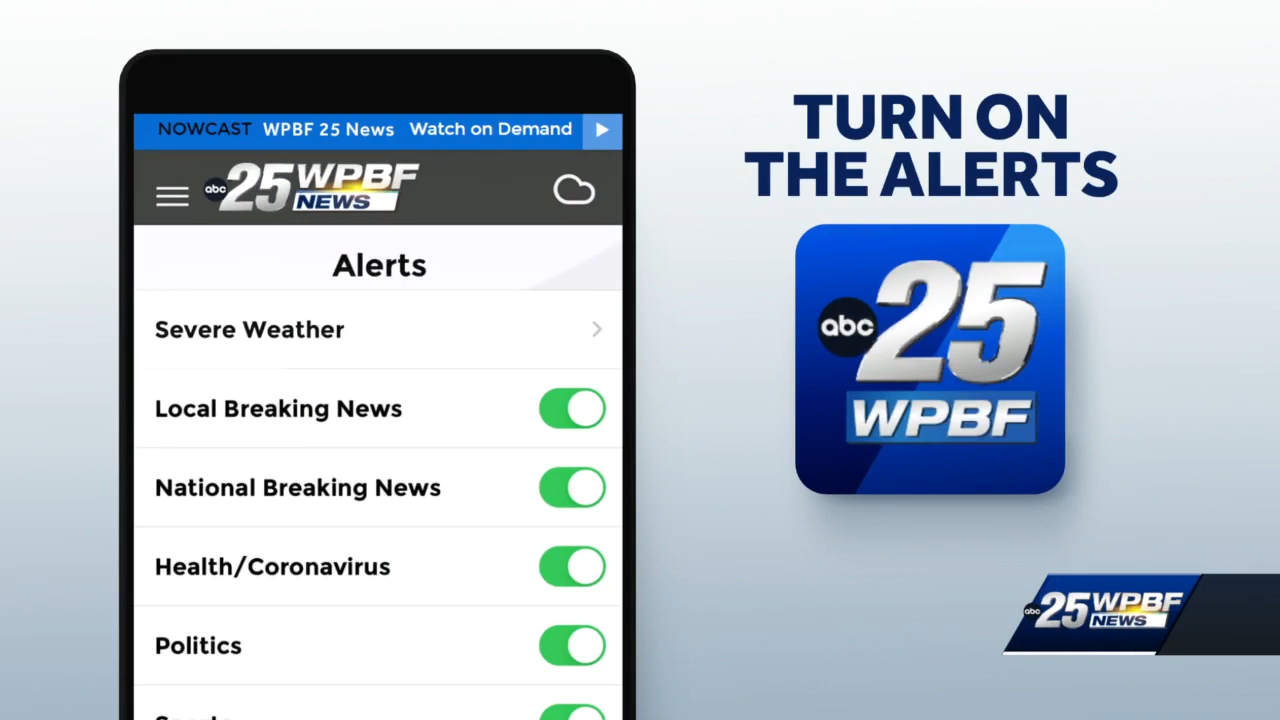 NOWCAST WPBF 25 News Watch on Demand
abc 25 WPBF
NEWS
Alerts
Severe Weather
Local Breaking News
National Breaking News
Health/Coronavirus
Politics
Sports
TURN ON
THE ALERTS
abc 25
WPBF
abc 25 WPBF
NEWS